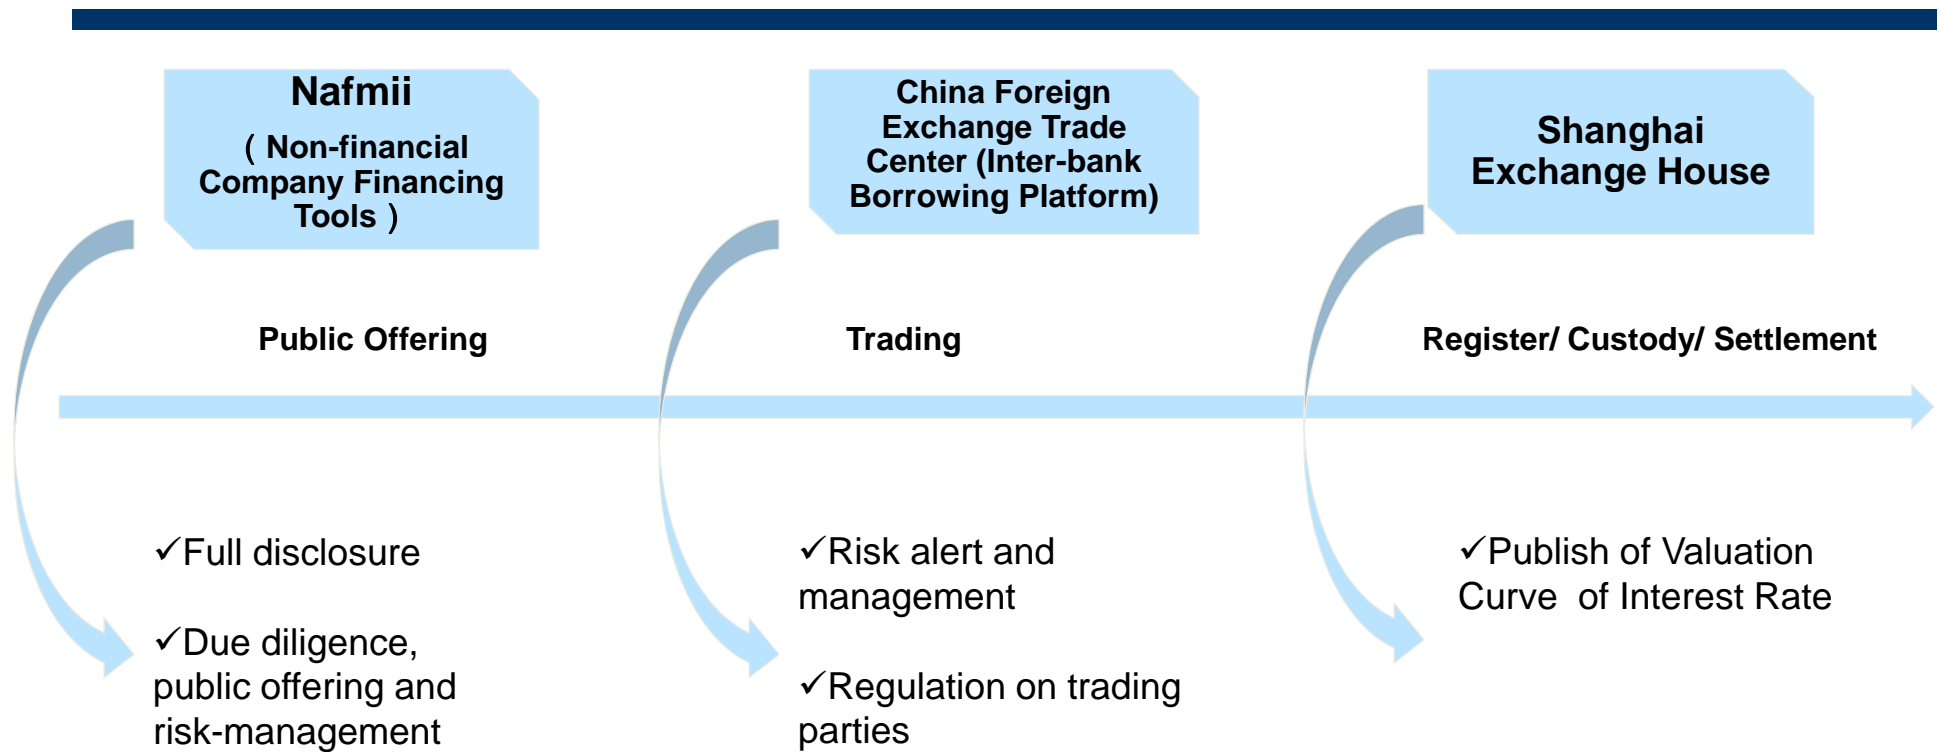 Nafmii
( Non-financial
Company Financing
Tools )
China Foreign
Exchange Trade
Center (Inter-bank
Borrowing Platform)
Shanghai
Exchange House
Public Offering
Trading
Register/ Custody/ Settlement
✓Full disclosure
✓Due diligence,
public offering and
risk-management
✓Risk alert and
management
✓Regulation on trading
parties
✓Publish of Valuation
Curve  of Interest Rate